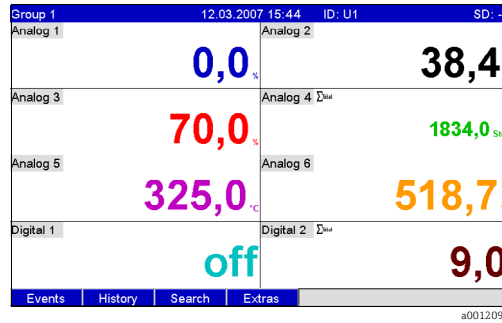 Group 1 12.03.2007 15:44 ID: U1 SD: -
Analog 1 Analog 2
0,0 % 38,4
Analog 3 Analog 4 Σ
70,0 % 1834,0 St
Analog 5 Analog 6
325,0 °C 518,7
Digital 1 Digital 2 Σ
off 9,0
Events History Search Extras
a001209